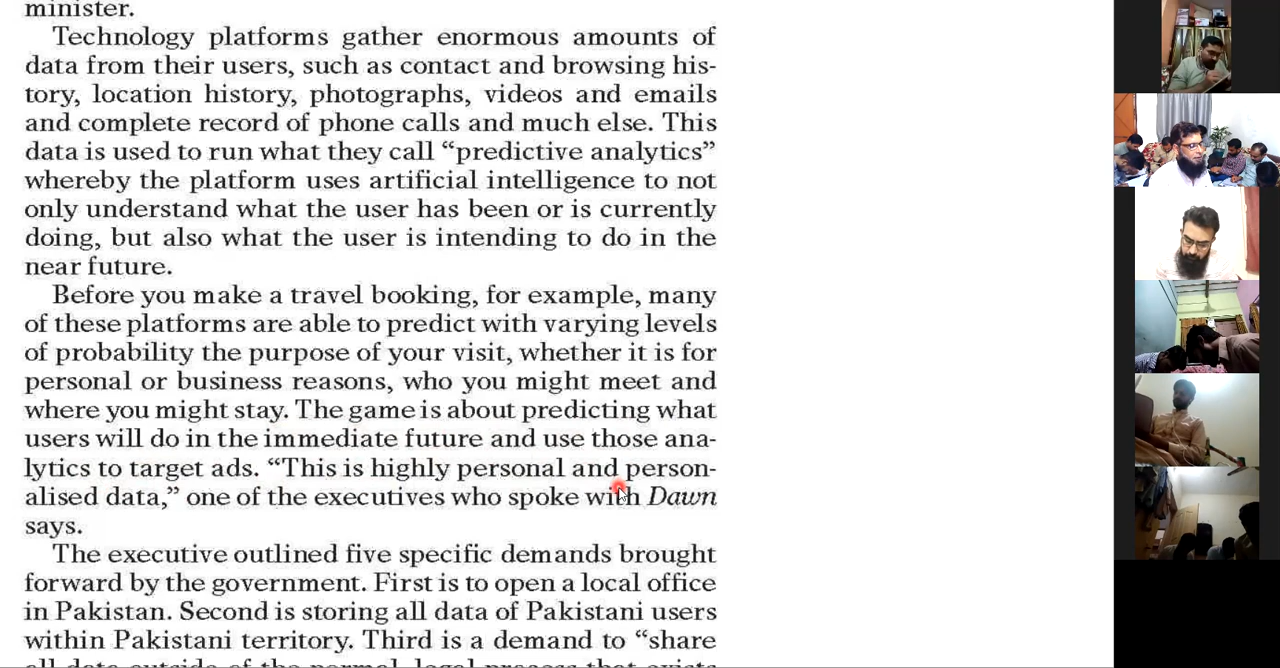 minister.
Technology platforms gather enormous amounts of
data from their users, such as contact and browsing his-
tory, location history, photographs, videos and emails
and complete record of phone calls and much else. This
data is used to run what they call “predictive analytics”
whereby the platform uses artificial intelligence to not
only understand what the user has been or is currently
doing, but also what the user is intending to do in the
near future.
Before you make a travel booking, for example, many
of these platforms are able to predict with varying levels
of probability the purpose of your visit, whether it is for
personal or business reasons, who you might meet and
where you might stay. The game is about predicting what
users will do in the immediate future and use those ana-
lytics to target ads. “This is highly personal and person-
alised data,” one of the executives who spoke with Dawn
says.
The executive outlined five specific demands brought
forward by the government. First is to open a local office
in Pakistan. Second is storing all data of Pakistani users
within Pakistani territory. Third is a demand to “share
all data outside of the normal, legal process that exists